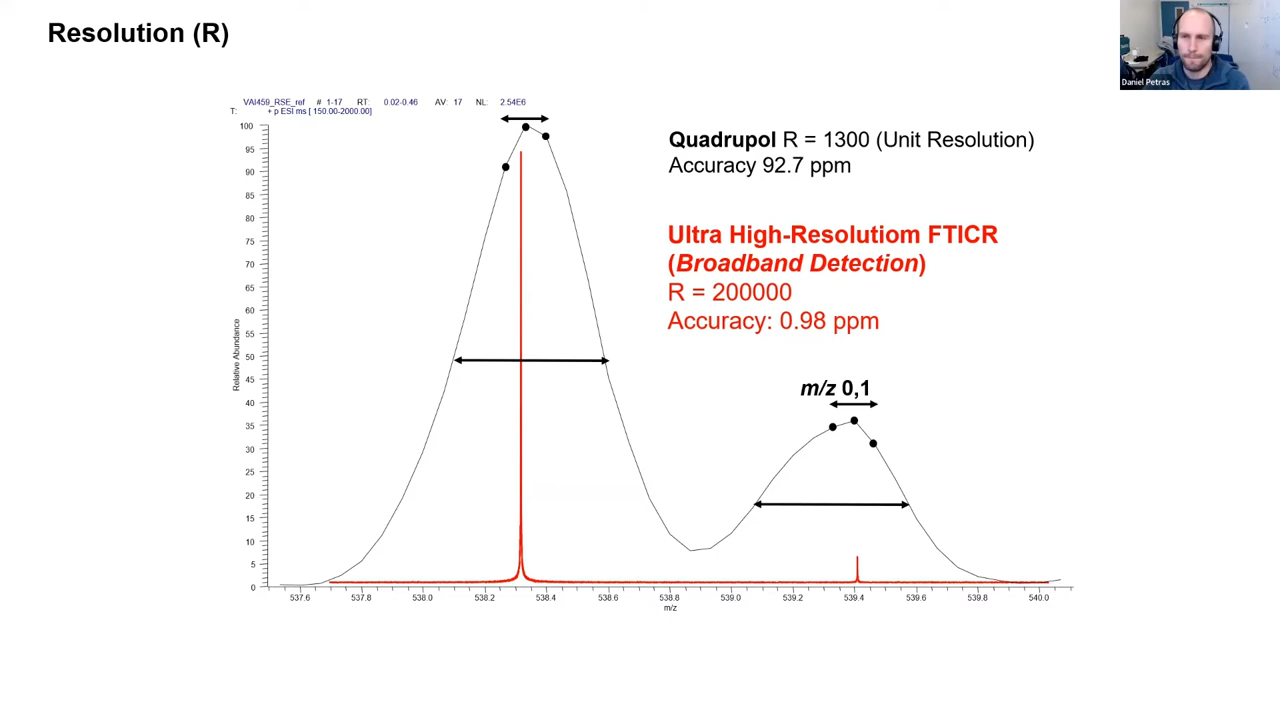 Resolution (R)
Daniel Petras
VAI459_RSE_ref # 1-17 RT: 0.02-0.46 AV: 17 NL: 2.54E6
T: + p ESI ms [ 150.00-2000.00]
Quadrupol R = 1300 (Unit Resolution)
Accuracy 92.7 ppm
Ultra High-Resolutiom FTICR
(Broadband Detection)
R = 200000
Accuracy: 0.98 ppm
m/z 0,1
Relative Abundance
100
95
90
85
80
75
70
65
60
55
50
45
40
35
30
25
20
15
10
5
0
537.6 537.8 538.0 538.2 538.4 538.6 538.8 539.0 539.2 539.4 539.6 539.8 540.0
m/z